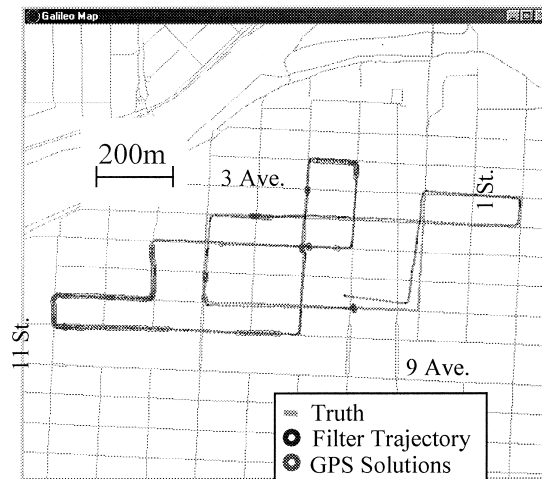 Galileo Map
200m
3 Ave.
1 St.
11 St.
9 Ave.
Truth
Filter Trajectory
GPS Solutions